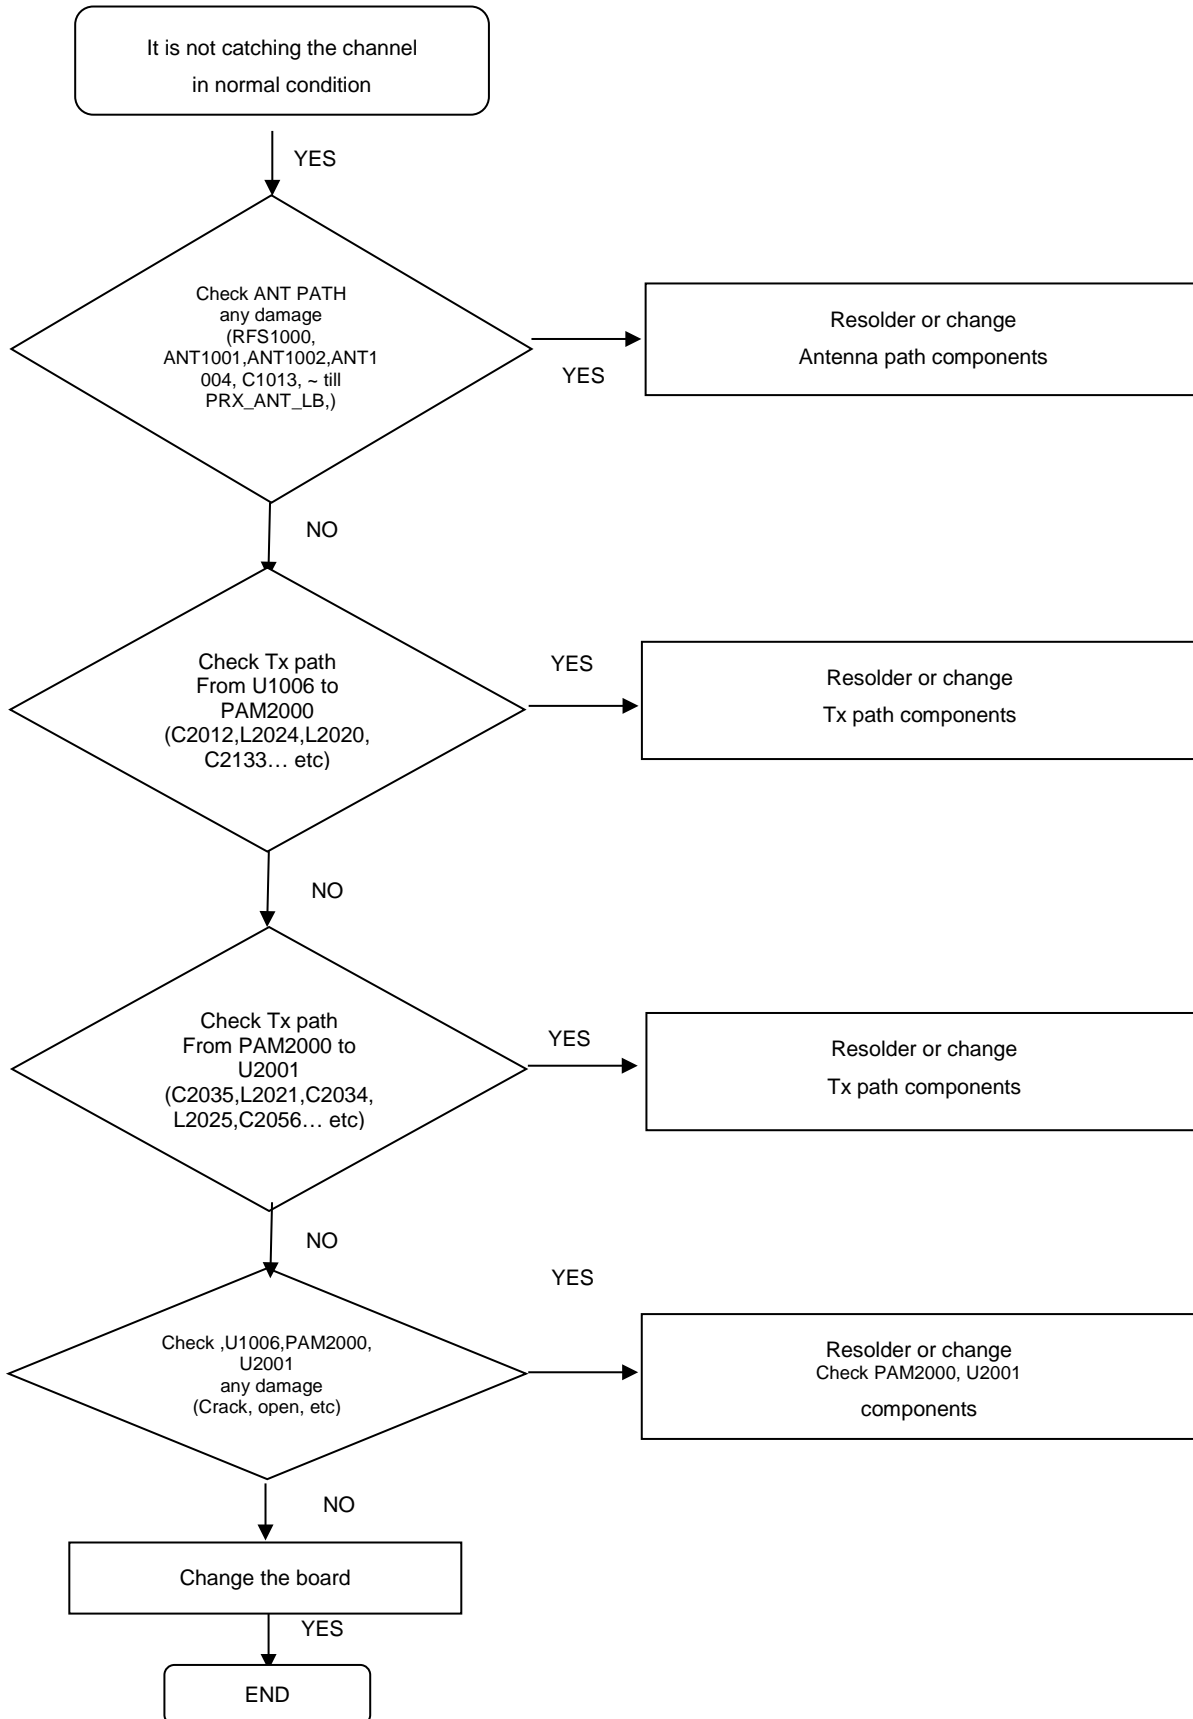 It is not catching the channel
in normal condition
YES
Check ANT PATH
any damage
(RFS1000,
ANT1001,ANT1002,ANT1
004, C1013, ~ till
PRX_ANT_LB,)
YES
Resolder or change
Antenna path components
NO
Check Tx path
From U1006 to
PAM2000
(C2012,L2024,L2020,
C2133… etc)
YES
Resolder or change
Tx path components
NO
Check Tx path
From PAM2000 to
U2001
(C2035,L2021,C2034,
L2025,C2056… etc)
YES
Resolder or change
Tx path components
NO
Check ,U1006,PAM2000,
U2001
any damage
(Crack, open, etc)
YES
Resolder or change
Check PAM2000, U2001
components
NO
Change the board
YES
END